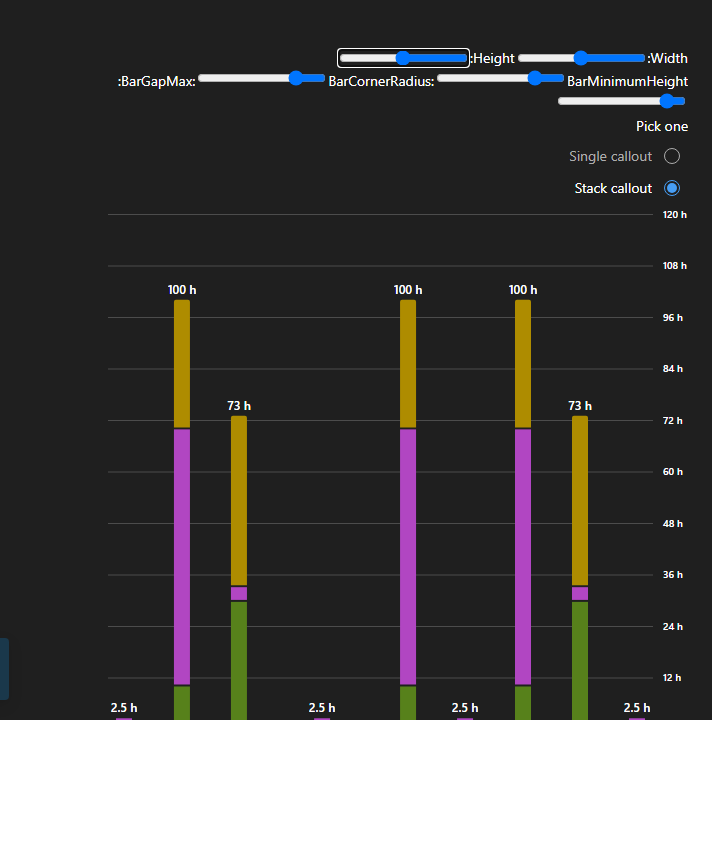 :Height :Width
:BarGapMax: BarCornerRadius: BarMinimumHeight
Pick one
Single callout
Stack callout
120 h
108 h
100 h 100 h 100 h
96 h
84 h
73 h 73 h
72 h
60 h
48 h
36 h
24 h
12 h
2.5 h 2.5 h 2.5 h 2.5 h